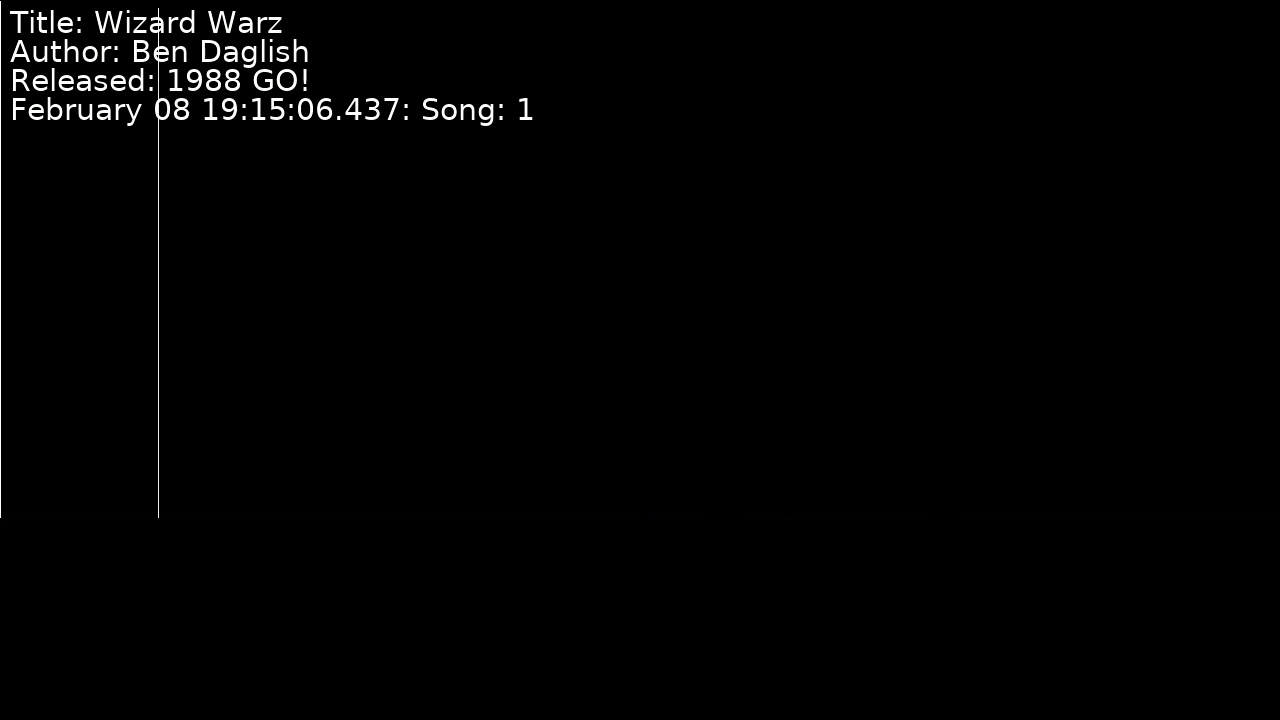 Title: Wizard Warz
Author: Ben Daglish
Released: 1988 GO!
February 08 19:15:06.437: Song: 1